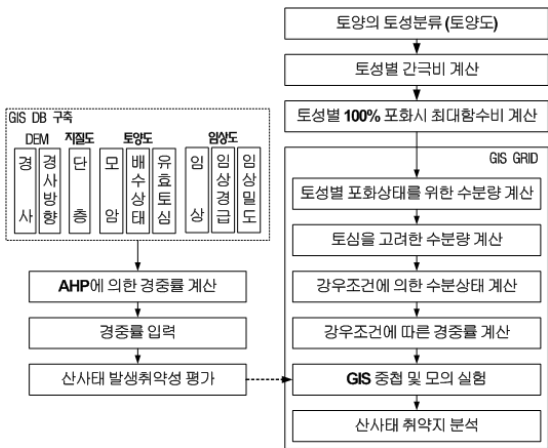 토양의 토성분류 (토양도)
토성별 간극비 계산
토성별 100% 포화시 최대함수비 계산
GIS DB 구축
DEM 지질도 토양도 임상도
경사
경사방향
단층
모암
배수상태
유효토심
임상
임상경급
임상밀도
AHP에 의한 경중률 계산
경중률 입력
산사태 발생취약성 평가
GIS GRID
토성별 포화상태를 위한 수분량 계산
토심을 고려한 수분량 계산
강우조건에 의한 수분상태 계산
강우조건에 따른 경중률 계산
GIS 중첩 및 모의 실험
산사태 취약지 분석